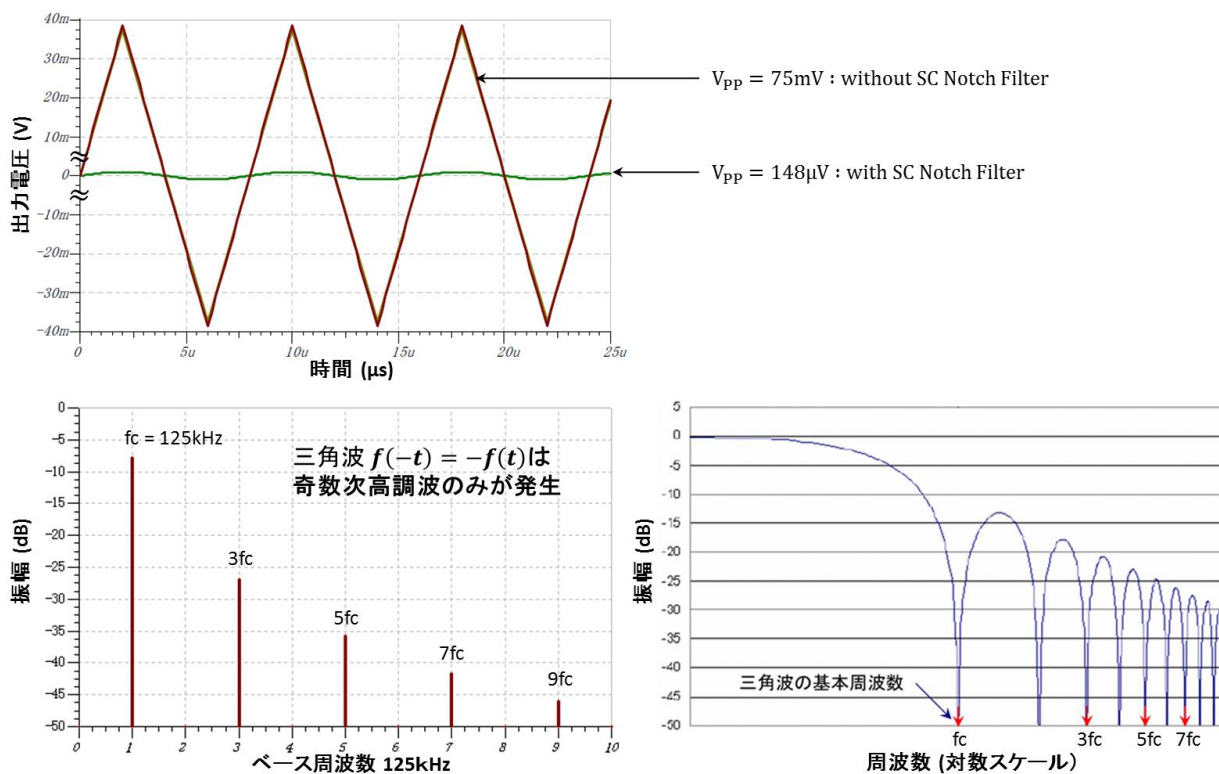 40m
30m
20m
10m
0
-10m
-20m
-30m
-40m
出力電圧 (V)
0
5u
10u
15u
20u
25u
時間 (µs)
V_PP = 75mV : without SC Notch Filter
V_PP = 148µV : with SC Notch Filter
0
-5
-10
-15
-20
-25
-30
-35
-40
-45
-50
振幅 (dB)
fc = 125kHz
三角波 f(-t) = -f(t)は
奇数次高調波のみが発生
3fc
5fc
7fc
9fc
0
1
2
3
4
5
6
7
8
9
10
ベース周波数 125kHz
5
0
-5
-10
-15
-20
-25
-30
-35
-40
-45
-50
振幅 (dB)
三角波の基本周波数
fc
3fc
5fc
7fc
周波数 (対数スケール）